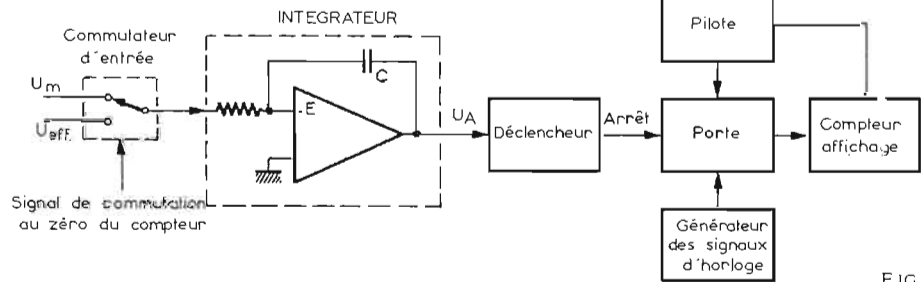 INTEGRATEUR
Commutateur
d'entrée
Um
Ueff.
Signal de commutation
au zéro du compteur
E
C
UA
Déclencheur
Arrêt
Pilote
Porte
Compteur
affichage
Générateur
des signaux
d'horloge
FIG